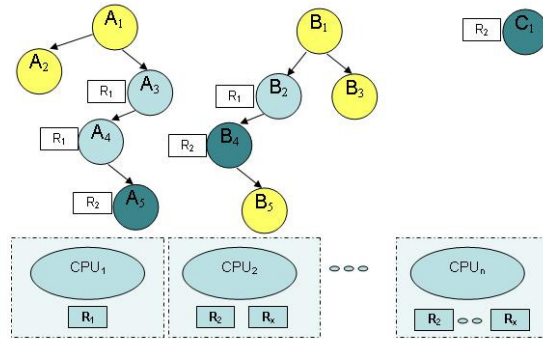 A1
B1
R2 C1
A2
R1 A3
R1 B2
B3
R1 A4
R2 B4
R2 A5
B5
CPU1
CPU2
CPUn
R1
R2 Rx
R2 Rx